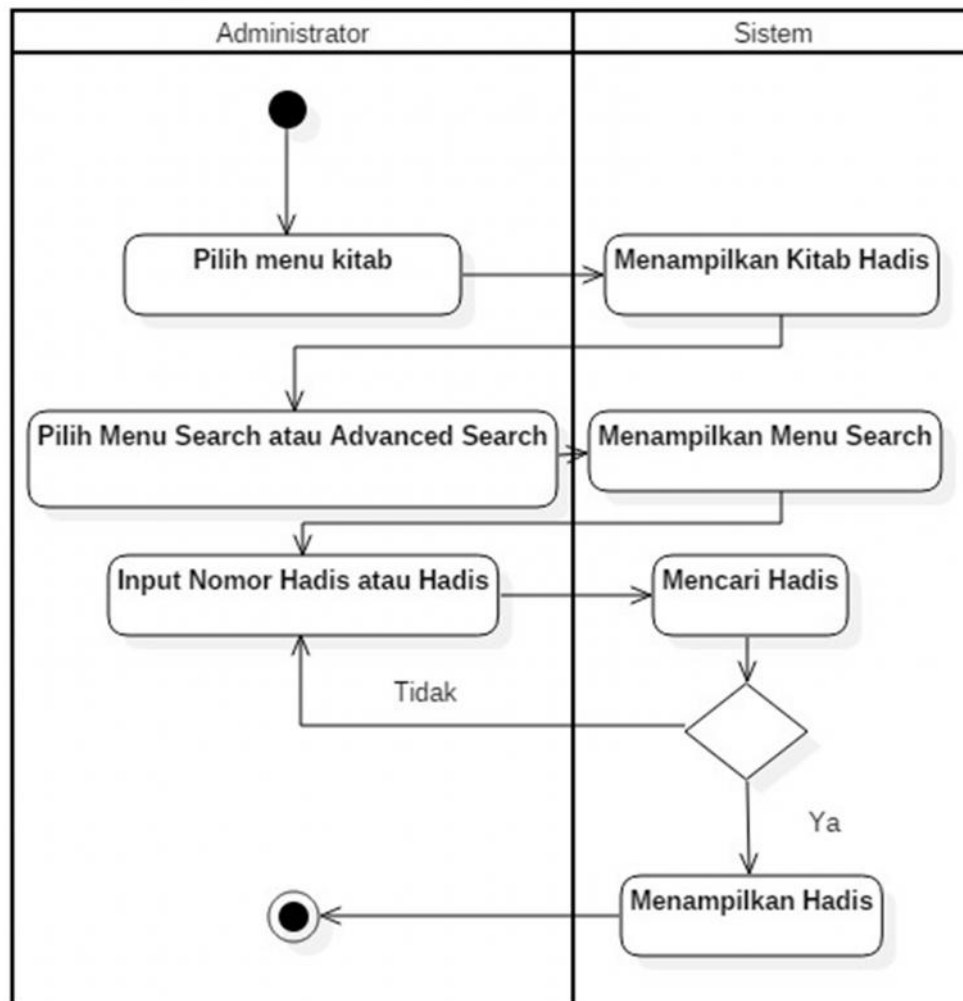 Administrator
Sistem
Pilih menu kitab
Menampilkan Kitab Hadis
Pilih Menu Search atau Advanced Search
Menampilkan Menu Search
Input Nomor Hadis atau Hadis
Mencari Hadis
Tidak
Ya
Menampilkan Hadis